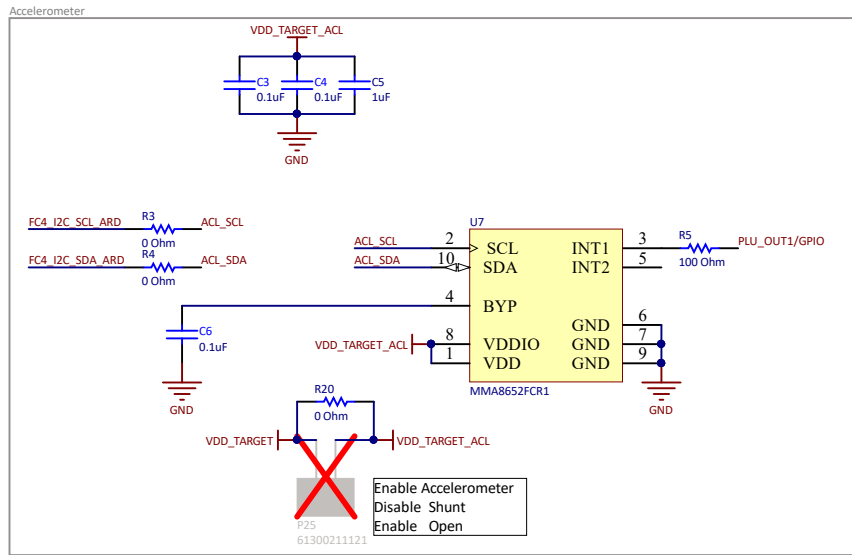 Accelerometer
VDD_TARGET_ACL
C3
0.1uF
C4
0.1uF
C5
1uF
GND
FC4_I2C_SCL_ARD
R3
0 Ohm
ACL_SCL
FC4_I2C_SDA_ARD
R4
0 Ohm
ACL_SDA
U7
ACL_SCL
2
SCL
INT1
3
R5
100 Ohm
PLU_OUT1/GPIO
ACL_SDA
10
SDA
INT2
5
4
BYP
C6
0.1uF
GND
GND
6
VDD_TARGET_ACL
8
VDDIO
GND
7
1
VDD
GND
9
MMA8652FCR1
GND
R20
0 Ohm
VDD_TARGET
VDD_TARGET_ACL
P25
61300211121
Enable Accelerometer
Disable Shunt
Enable Open